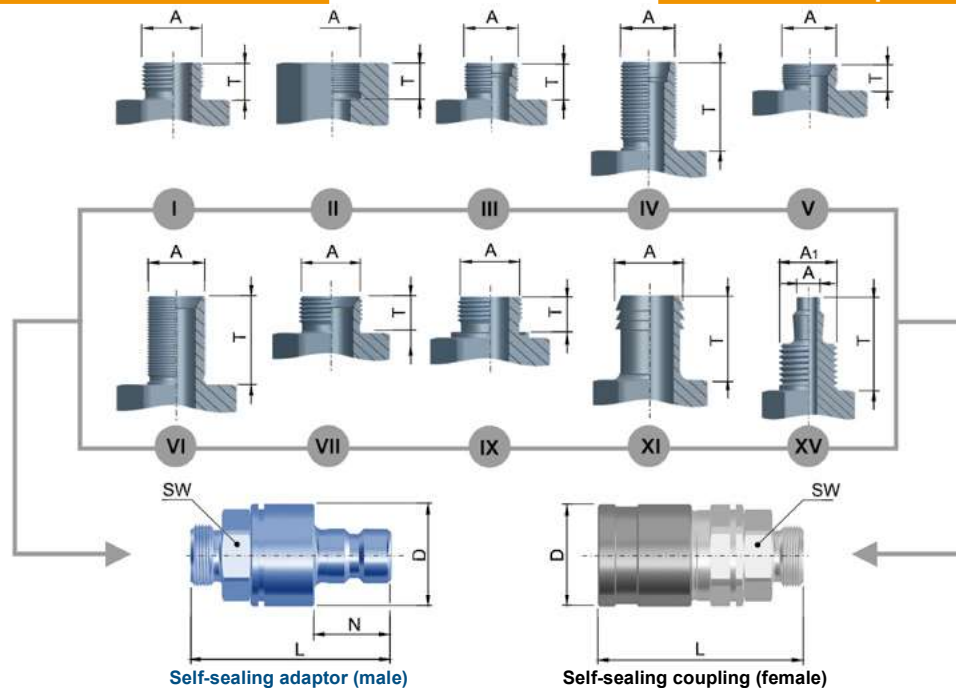 A A A A A
T T T T T
I II III IV V
A A A A A1
A
T T T T T
VI VII IX XI XV
SW SW
D D
N
L L
Self-sealing adaptor (male) Self-sealing coupling (female)